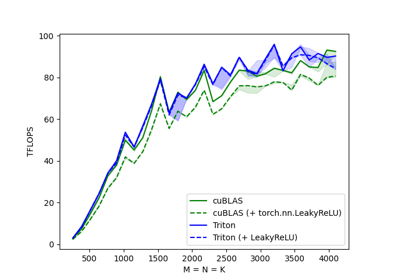 100
80
60
40
20
0
TFLOPS
cuBLAS
cuBLAS (+ torch.nn.LeakyReLU)
Triton
Triton (+ LeakyReLU)
500 1000 1500 2000 2500 3000 3500 4000
M = N = K